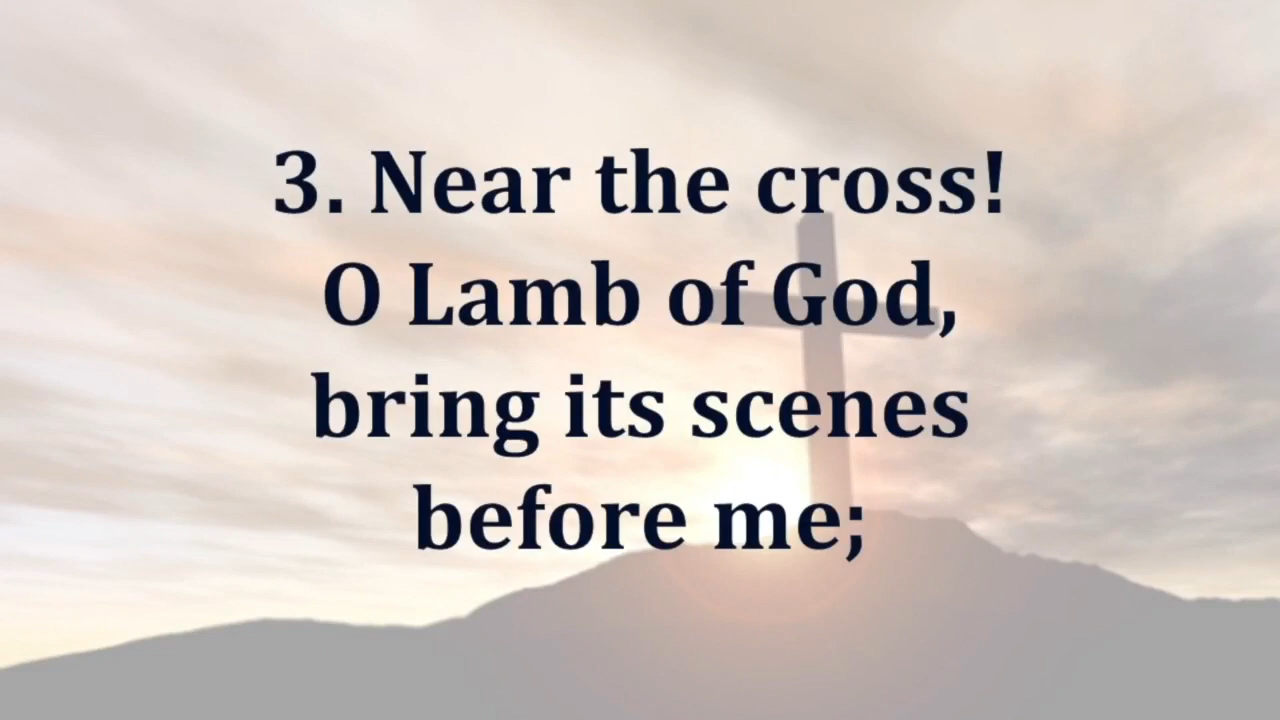 3. Near the cross!
O Lamb of God,
bring its scenes
before me;